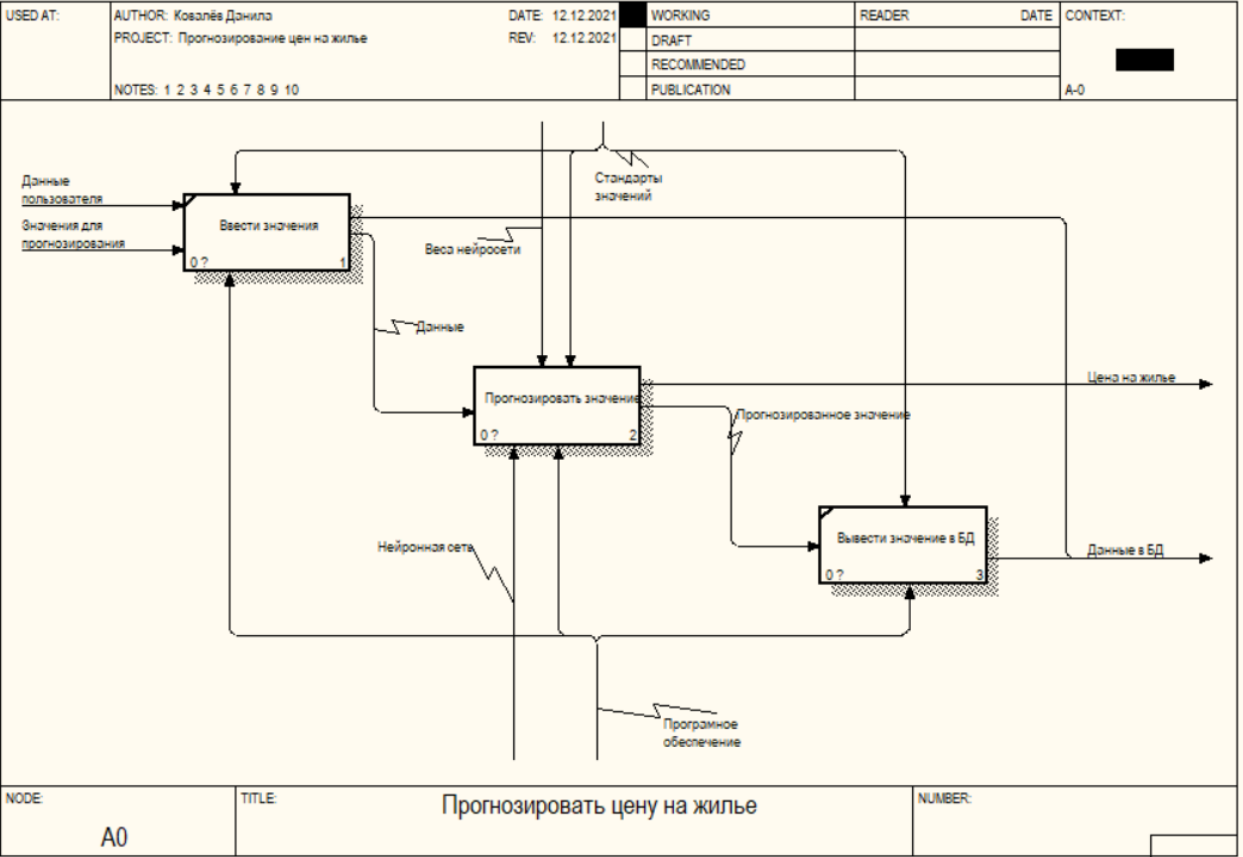 USED AT:
AUTHOR: Ковалёв Данила
DATE: 12.12.2021
WORKING
READER
DATE
CONTEXT:
PROJECT: Прогнозирование цен на жилье
REV: 12.12.2021
DRAFT
RECOMMENDED
NOTES: 1 2 3 4 5 6 7 8 9 10
PUBLICATION
A-0
Данные
пользователя
Значения для
прогнозирования
Ввести значения
0 ?
1
Стандарты
значений
Веса нейросети
Данные
Прогнозировать значение
0 ?
2
Цена на жилье
Прогнозированное значение
Нейронная сеть
Вывести значение в БД
0 ?
3
Данные в БД
Програмное
обеспечение
NODE:
A0
TITLE:
Прогнозировать цену на жилье
NUMBER: